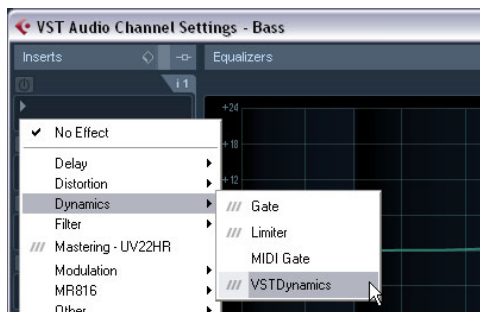 VST Audio Channel Settings - Bass
Inserts
Equalizers
i1
+24
+18
+12
No Effect
Delay
Distortion
Dynamics
Filter
Mastering - UV22HR
Modulation
MR816
Other
Gate
Limiter
MIDI Gate
VSTDynamics